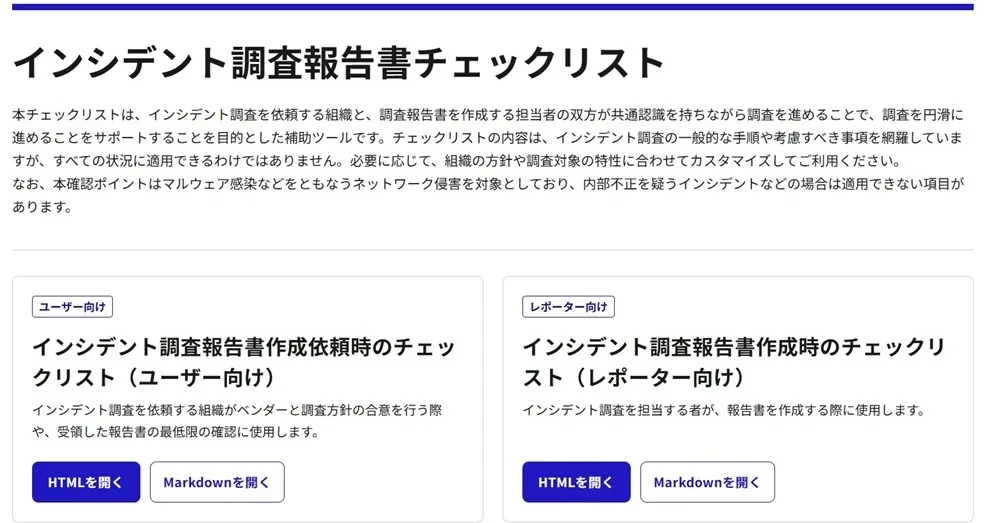 インシデント調査報告書チェックリスト
本チェックリストは、インシデント調査を依頼する組織と、調査報告書を作成する担当者の双方が共通認識を持ちながら調査を進めることで、調査を円滑に
進めることをサポートすることを目的とした補助ツールです。チェックリストの内容は、インシデント調査の一般的な手順や考慮すべき事項を網羅していま
すが、すべての状況に適用できるわけではありません。必要に応じて、組織の方針や調査対象の特性に合わせてカスタマイズしてご利用ください。
なお、本確認ポイントはマルウェア感染などをともなうネットワーク侵害を対象としており、内部不正を疑うインシデントなどの場合は適用できない項目が
あります。
ユーザー向け
インシデント調査報告書作成依頼時のチェッ
クリスト（ユーザー向け）
インシデント調査を依頼する組織がベンダーと調査方針の合意を行う際
や、受領した報告書の最低限の確認に使用します。
HTMLを開く
Markdownを開く
レポーター向け
インシデント調査報告書作成時のチェックリ
スト（レポーター向け）
インシデント調査を担当する者が、報告書を作成する際に使用します。
HTMLを開く
Markdownを開く